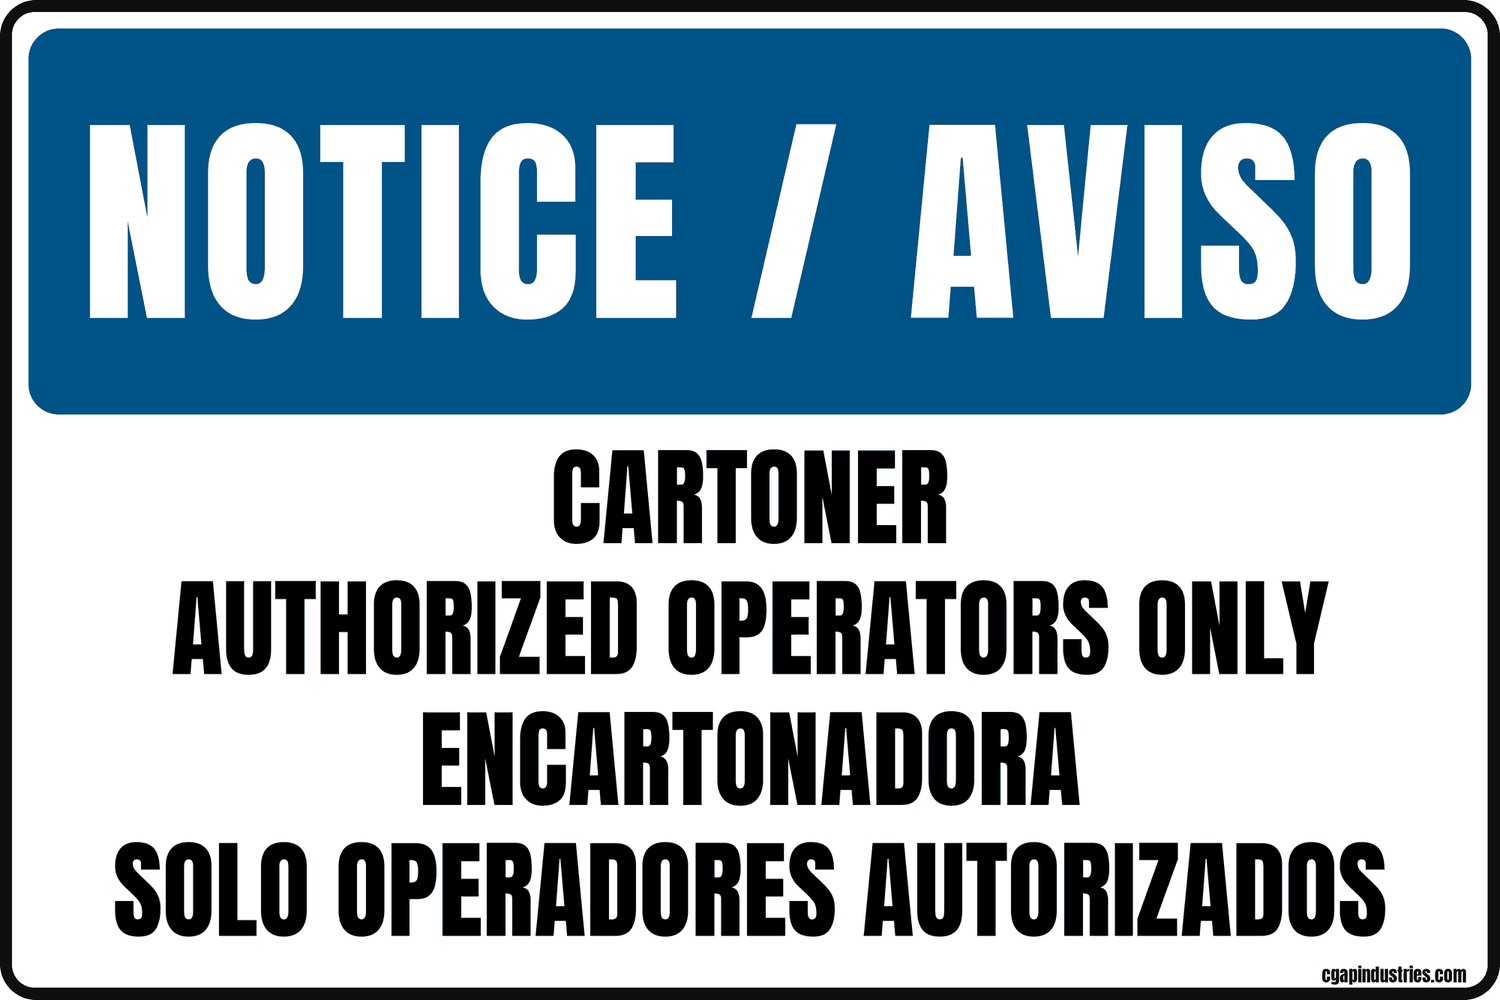 NOTICE / AVISO
CARTONER
AUTHORIZED OPERATORS ONLY
ENCARTONADORA
SOLO OPERADORES AUTORIZADOS
cgapindustries.com